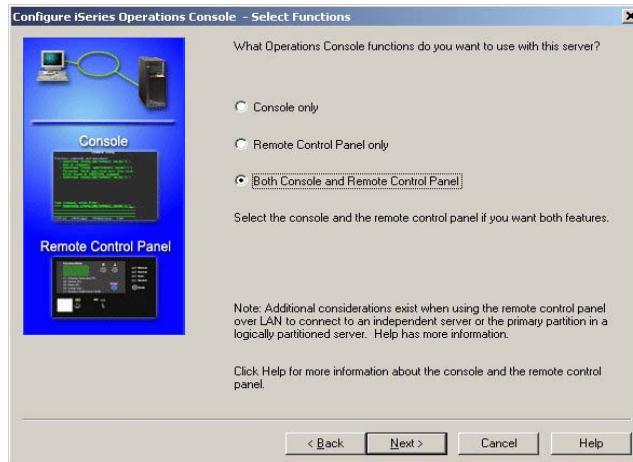 Configure iSeries Operations Console - Select Functions
What Operations Console functions do you want to use with this server?
Console only
Remote Control Panel only
Both Console and Remote Control Panel
Select the console and the remote control panel if you want both features.
Note: Additional considerations exist when using the remote control panel
over LAN to connect to an independent server or the primary partition in a
logically partitioned server. Help has more information.
Click Help for more information about the console and the remote control
panel.
Console
Remote Control Panel
< Back
Next >
Cancel
Help